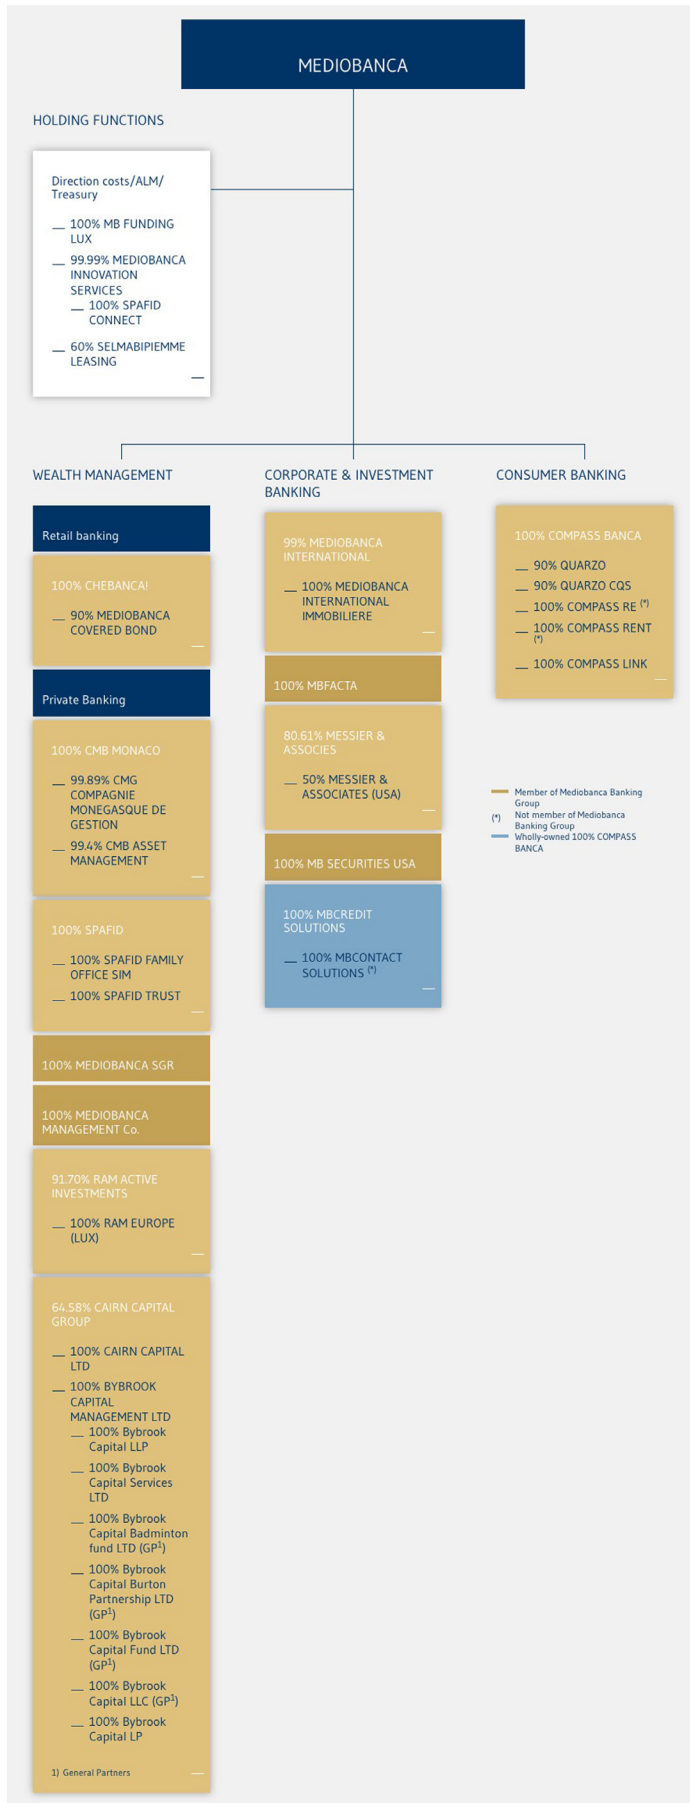 MEDIOBANCA
HOLDING FUNCTIONS
Direction costs/ALM/
Treasury
100% MB FUNDING
LUX
99.99% MEDIOBANCA
INNOVATION
SERVICES
100% SPAFID
CONNECT
60% SELMABIPIEMME
LEASING
WEALTH MANAGEMENT
Retail banking
100% CHEBANCA!
90% MEDIOBANCA
COVERED BOND
Private Banking
100% CMB MONACO
99.89% CMG
COMPAGNIE
MONEGASQUE DE
GESTION
99.4% CMB ASSET
MANAGEMENT
100% SPAFID
100% SPAFID FAMILY
OFFICE SIM
100% SPAFID TRUST
100% MEDIOBANCA SGR
100% MEDIOBANCA
MANAGEMENT Co.
91.70% RAM ACTIVE
INVESTMENTS
100% RAM EUROPE
(LUX)
64.58% CAIRN CAPITAL
GROUP
100% CAIRN CAPITAL
LTD
100% BYBROOK
CAPITAL
MANAGEMENT LTD
100% Bybrook
Capital LLP
100% Bybrook
Capital Services
LTD
100% Bybrook
Capital Badminton
fund LTD (GP1)
100% Bybrook
Capital Burton
Partnership LTD
(GP1)
100% Bybrook
Capital Fund LTD
(GP1)
100% Bybrook
Capital LLC (GP1)
100% Bybrook
Capital LP
1) General Partners
CORPORATE & INVESTMENT
BANKING
99% MEDIOBANCA
INTERNATIONAL
100% MEDIOBANCA
INTERNATIONAL
IMMOBILIERE
100% MBFACTA
80.61% MESSIER &
ASSOCIES
50% MESSIER &
ASSOCIATES (USA)
100% MB SECURITIES USA
100% MBCREDIT
SOLUTIONS
100% MBCONTACT
SOLUTIONS (*)
CONSUMER BANKING
100% COMPASS BANCA
90% QUARZO
90% QUARZO CQS
100% COMPASS RE (*)
100% COMPASS RENT
(*)
100% COMPASS LINK
Member of Mediobanca Banking
Group
(*) Not member of Mediobanca
Banking Group
Wholly-owned 100% COMPASS
BANCA